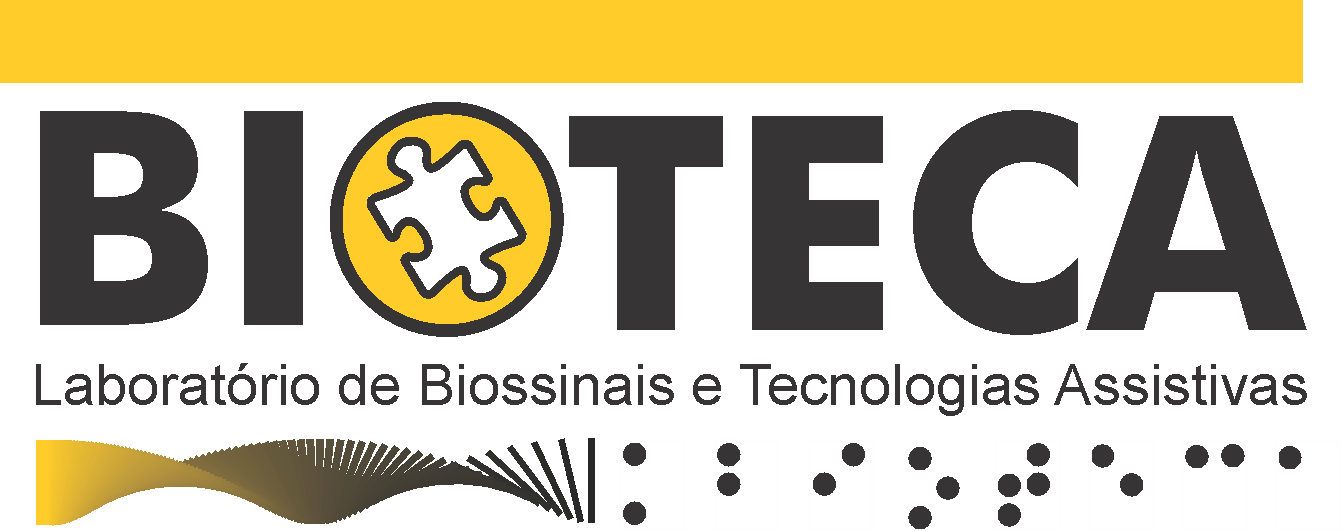 BIOTECA
Laboratório de Biossinais e Tecnologias Assistivas
⠨⠃⠊⠕⠞⠑⠉⠁